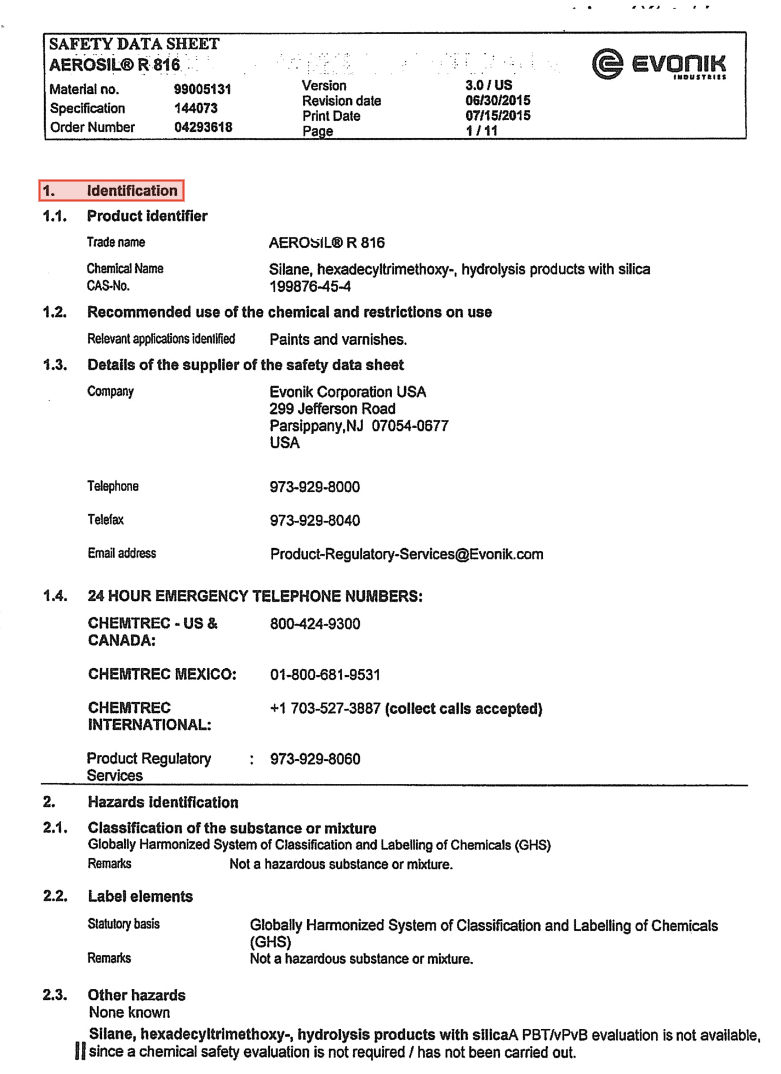 SAFETY DATA SHEET
AEROSIL® R 816
Material no. 99005131
Specification 144073
Order Number 04293618
Version 3.0 / US
Revision date 06/30/2015
Print Date 07/15/2015
Page 1 / 11
EVONIK
INDUSTRIES
1. Identification
1.1. Product identifier
Trade name AEROSIL® R 816
Chemical Name Silane, hexadecyltrimethoxy-, hydrolysis products with silica
CAS-No. 199876-45-4
1.2. Recommended use of the chemical and restrictions on use
Relevant applications identified Paints and varnishes.
1.3. Details of the supplier of the safety data sheet
Company Evonik Corporation USA
299 Jefferson Road
Parsippany,NJ 07054-0677
USA
Telephone 973-929-8000
Telefax 973-929-8040
Email address Product-Regulatory-Services@Evonik.com
1.4. 24 HOUR EMERGENCY TELEPHONE NUMBERS:
CHEMTREC - US & 800-424-9300
CANADA:
CHEMTREC MEXICO: 01-800-681-9531
CHEMTREC +1 703-527-3887 (collect calls accepted)
INTERNATIONAL:
Product Regulatory : 973-929-8060
Services
2. Hazards identification
2.1. Classification of the substance or mixture
Globally Harmonized System of Classification and Labelling of Chemicals (GHS)
Remarks Not a hazardous substance or mixture.
2.2. Label elements
Statutory basis Globally Harmonized System of Classification and Labelling of Chemicals
(GHS)
Remarks Not a hazardous substance or mixture.
2.3. Other hazards
None known
Silane, hexadecyltrimethoxy-, hydrolysis products with silicaA PBT/vPvB evaluation is not available,
since a chemical safety evaluation is not required / has not been carried out.